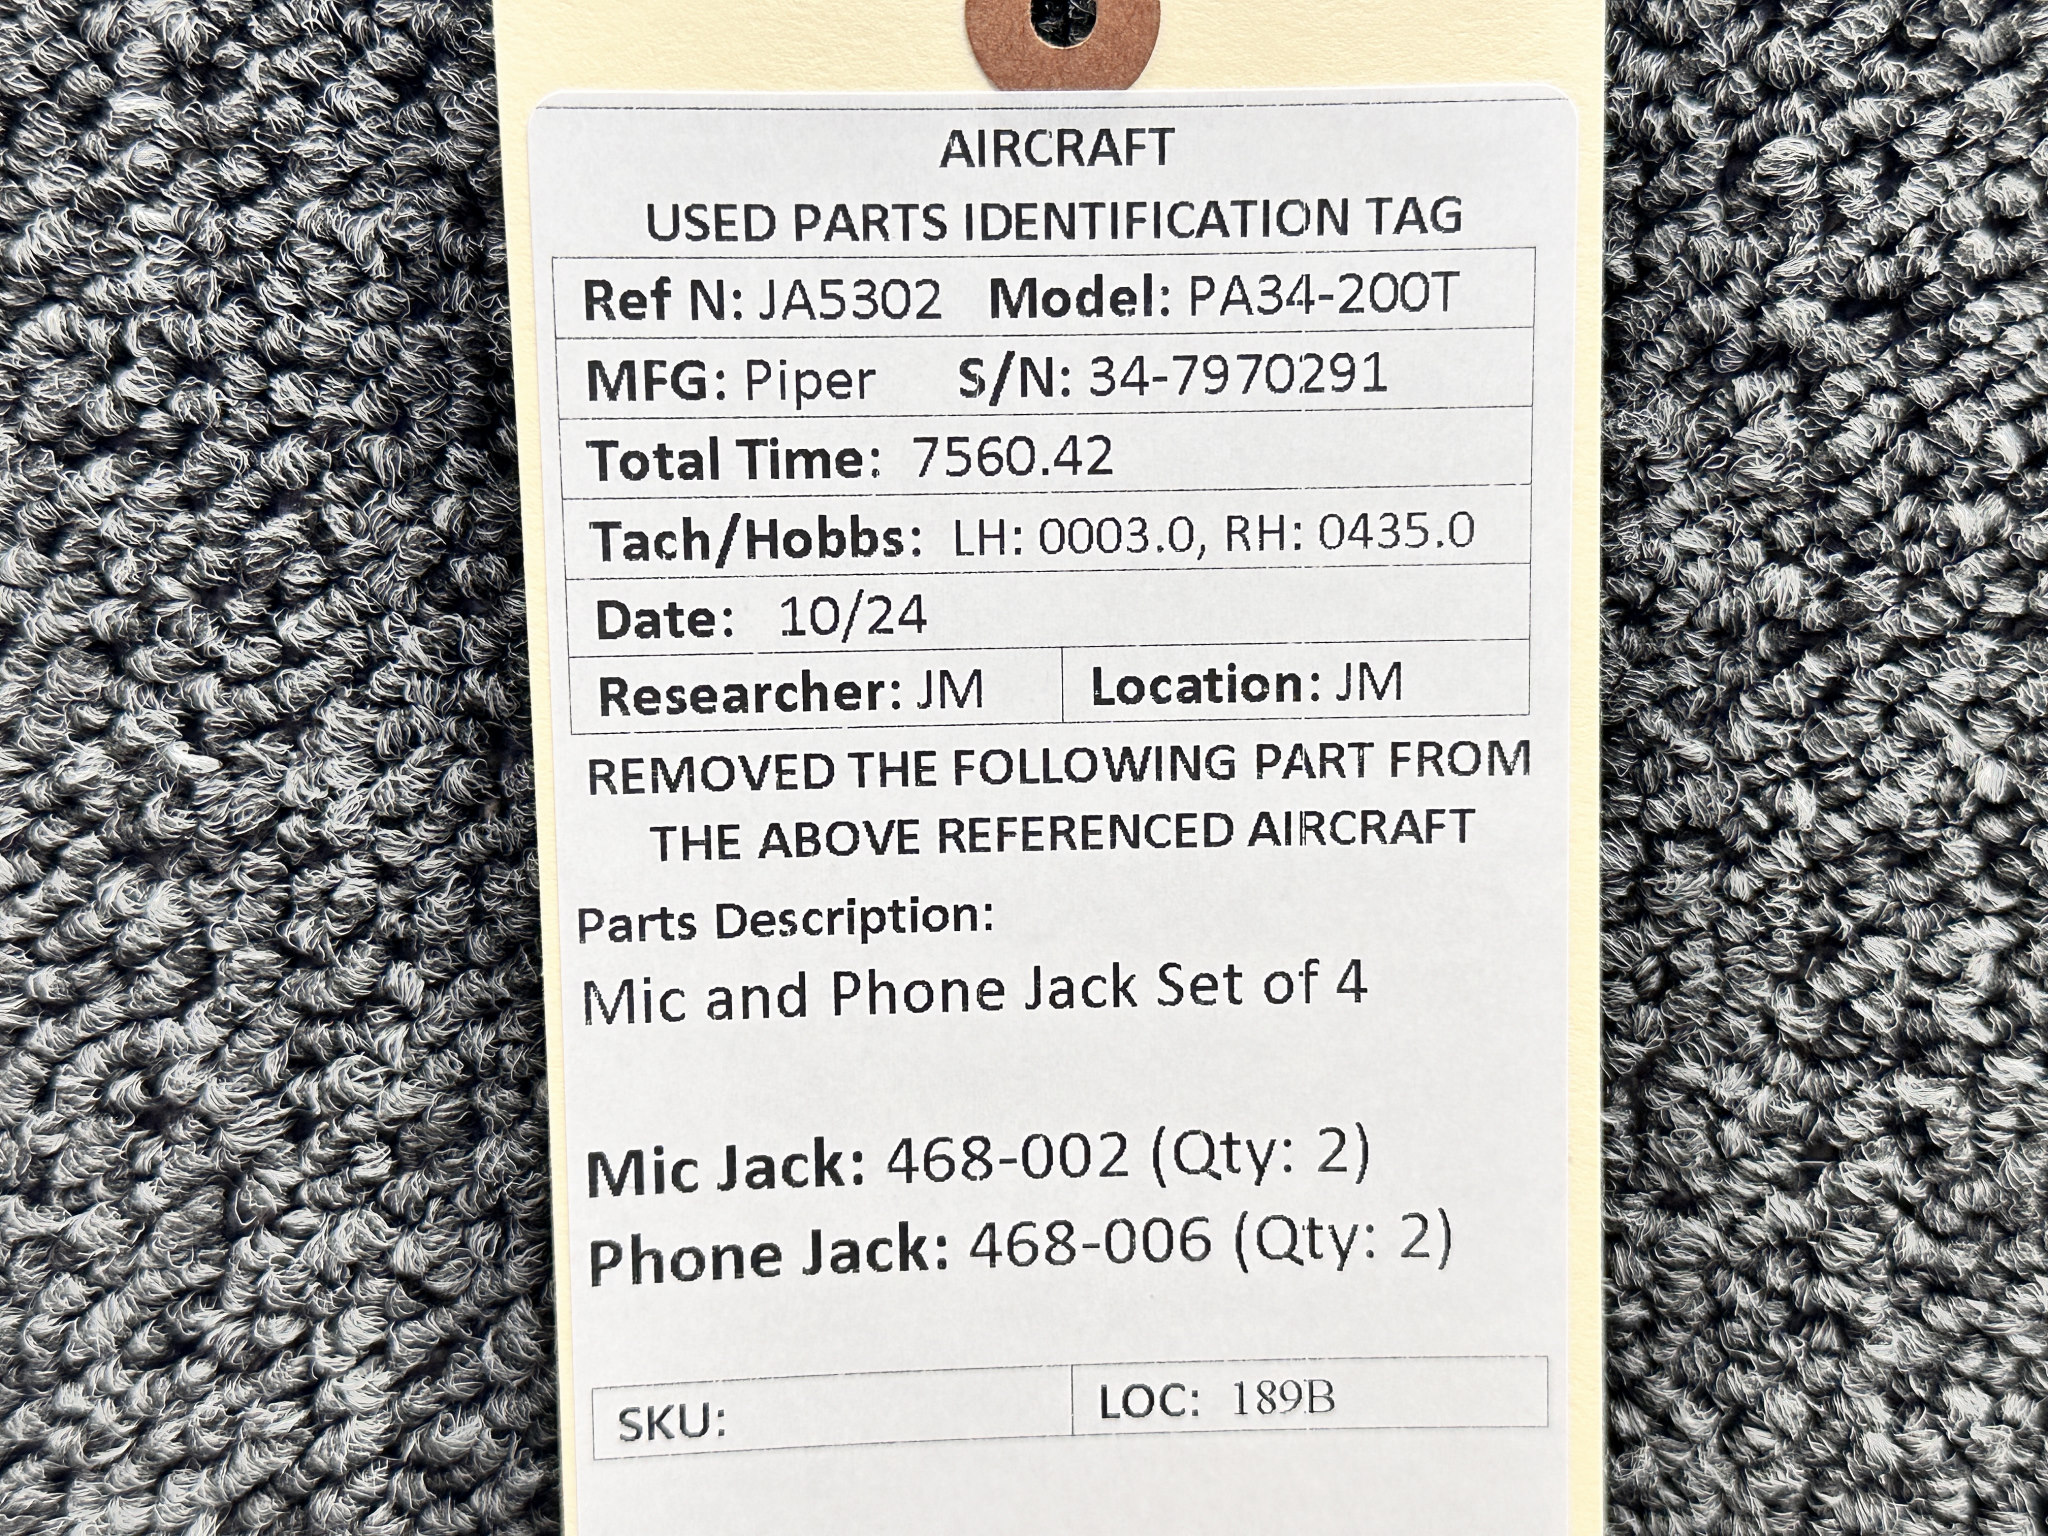 AIRCRAFT
USED PARTS IDENTIFICATION TAG
Ref N: JA5302 Model: PA34-200T
MFG: Piper S/N: 34-7970291
Total Time: 7560.42
Tach/Hobbs: LH: 0003.0, RH: 0435.0
Date: 10/24
Researcher: JM Location: JM
REMOVED THE FOLLOWING PART FROM
THE ABOVE REFERENCED AIRCRAFT
Parts Description:
Mic and Phone Jack Set of 4
Mic Jack: 468-002 (Qty: 2)
Phone Jack: 468-006 (Qty: 2)
SKU: LOC: 189B